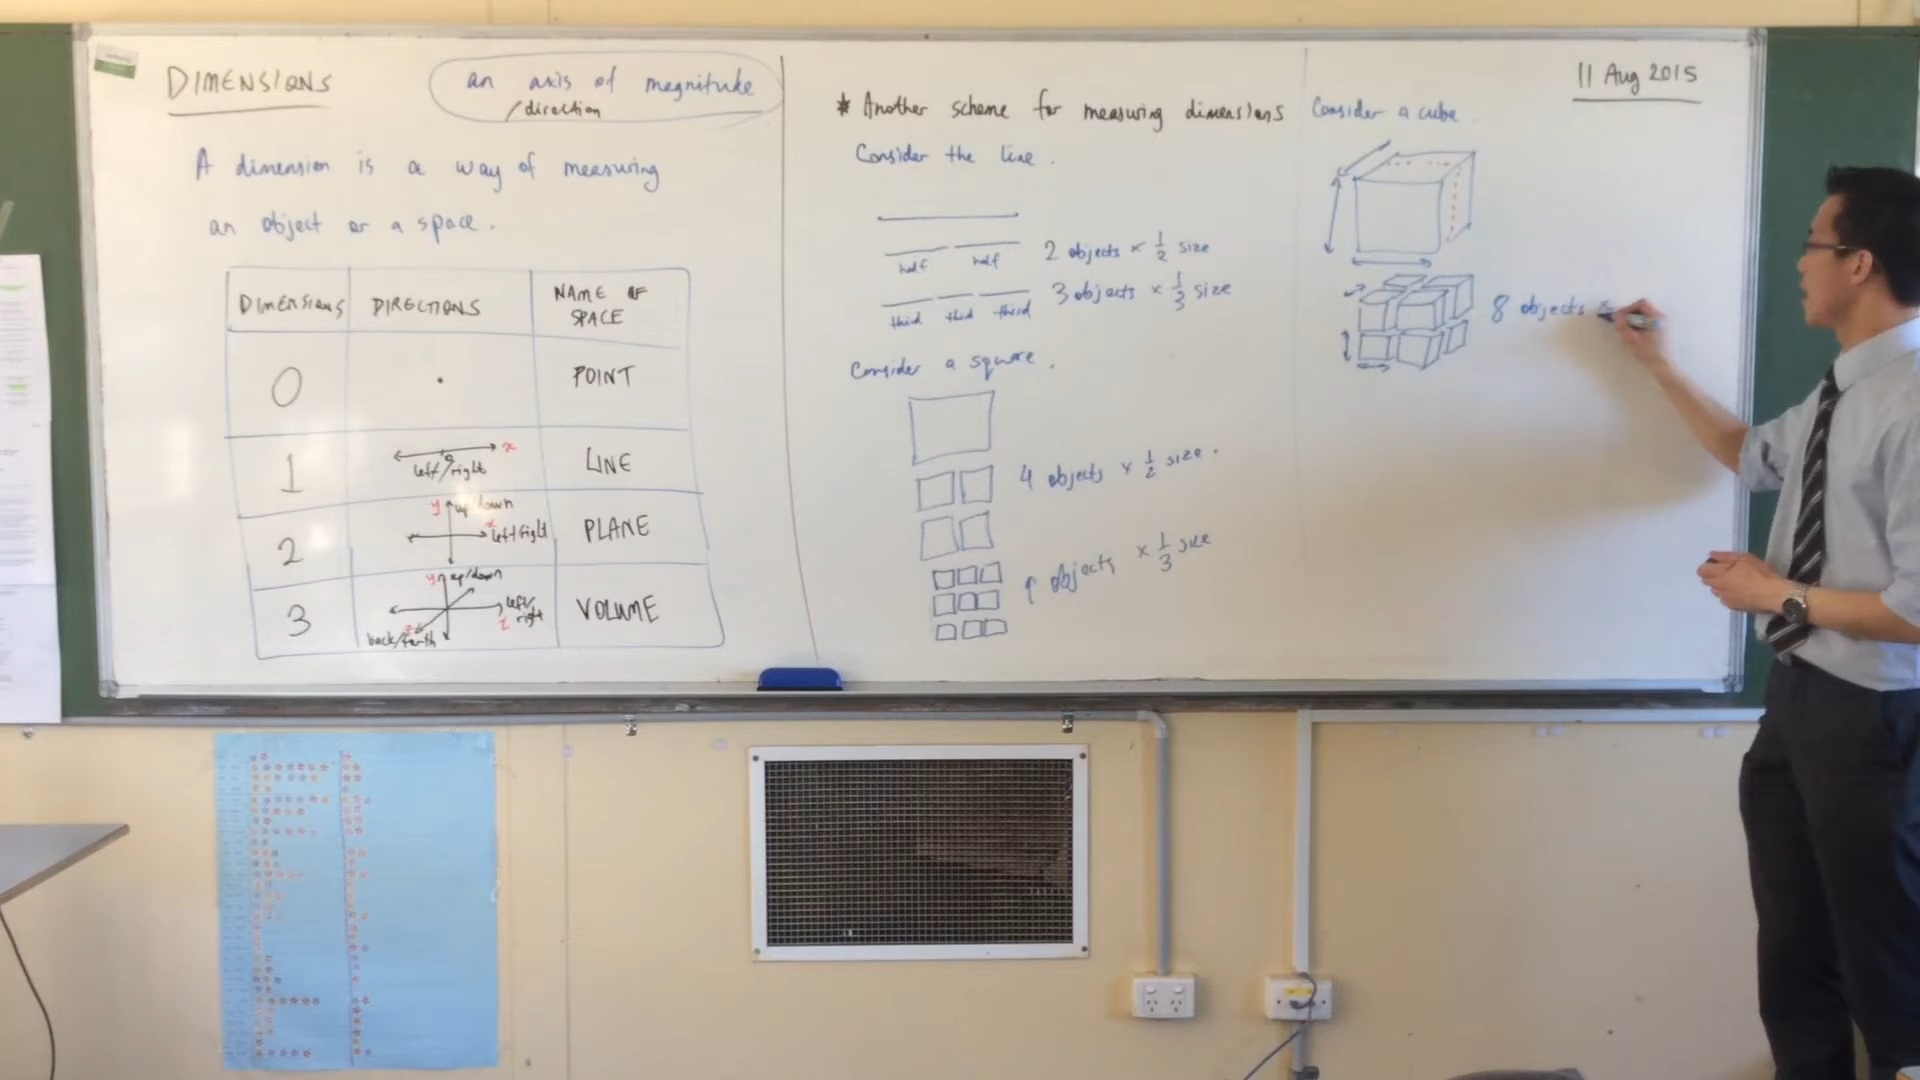 DIMENSIONS
an axis of magnitude
/direction
A dimension is a way of measuring
an object or a space.
DIMENSIONS DIRECTIONS NAME OF SPACE
0 POINT
1 left/right x LINE
2 y up/down x left/right PLANE
3 y up/down left/right z back/forth VOLUME
* Another scheme for measuring dimensions
Consider the line.
half half 2 objects × 1/2 size
third third third 3 objects × 1/3 size
Consider a square.
4 objects × 1/2 size.
9 objects × 1/3 size
11 Aug 2015
Consider a cube
8 objects ×